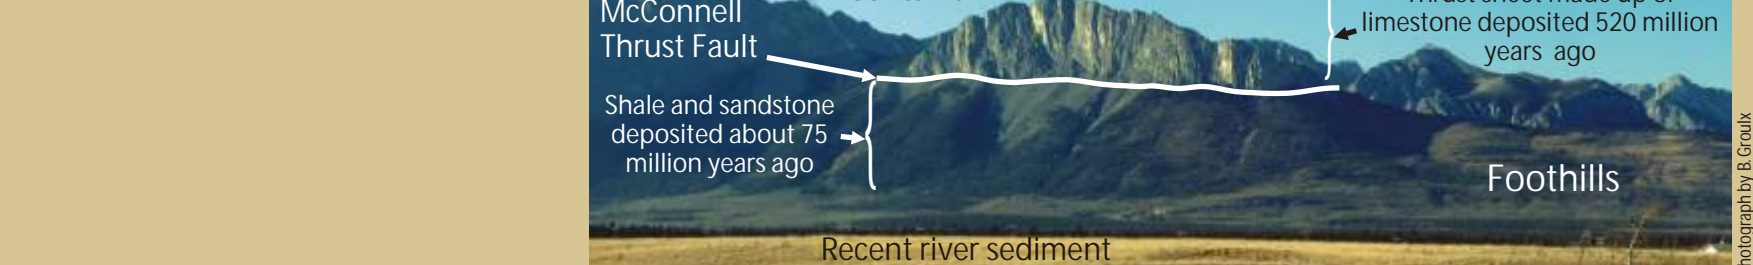 McConnell
Thrust Fault
limestone deposited 520 million
years ago
Shale and sandstone
deposited about 75
million years ago
Foothills
Recent river sediment
by B. Groulx